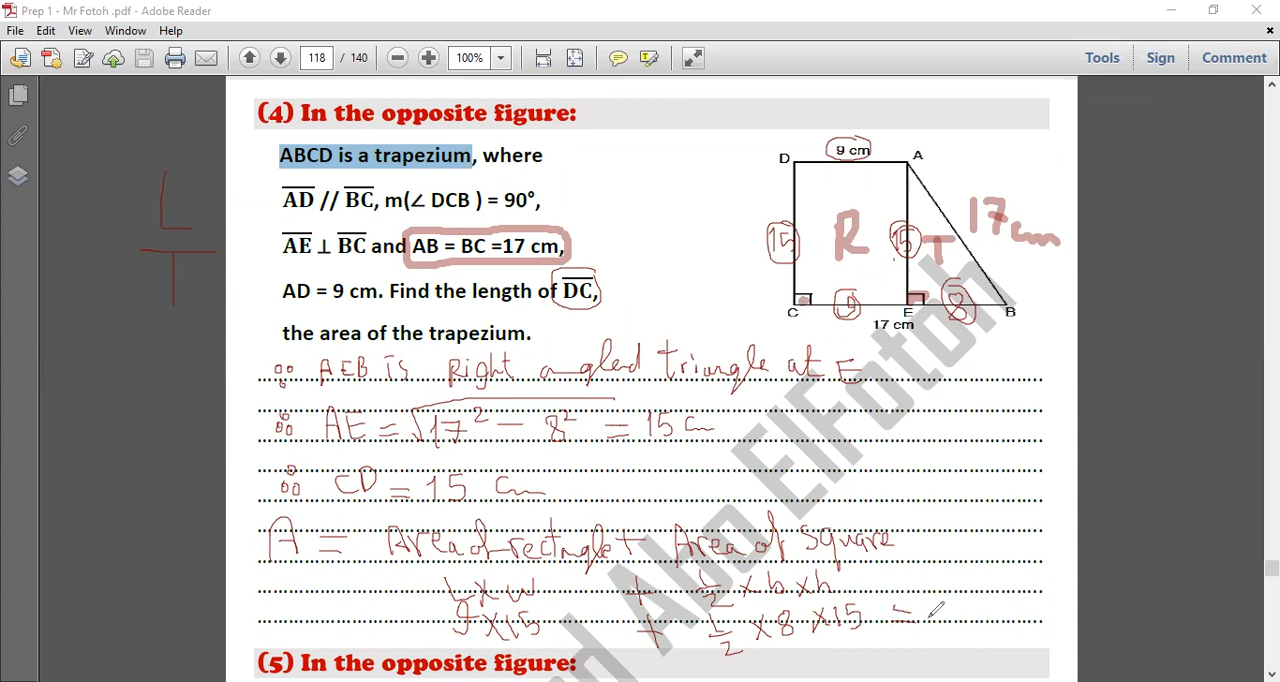 Prep 1 - Mr Fotoh .pdf - Adobe Reader
File Edit View Window Help
118 / 140 100% Tools Sign Comment
(4) In the opposite figure:
ABCD is a trapezium, where
AD // BC, m(∠ DCB ) = 90°,
AE ⊥ BC and AB = BC =17 cm,
AD = 9 cm. Find the length of DC,
the area of the trapezium.
9 cm
D A
17 cm
15 R 15 T
9 8
C E B
17 cm
∵ AEB is Right angled triangle at E
∴ AE = √17² - 8² = 15 cm
∴ CD = 15 cm
A = Area of rectangle + Area of square
L × w + 1/2 × b × h
9 × 15 + 1/2 × 8 × 15 =
Abo ElFotoh
(5) In the opposite figure: